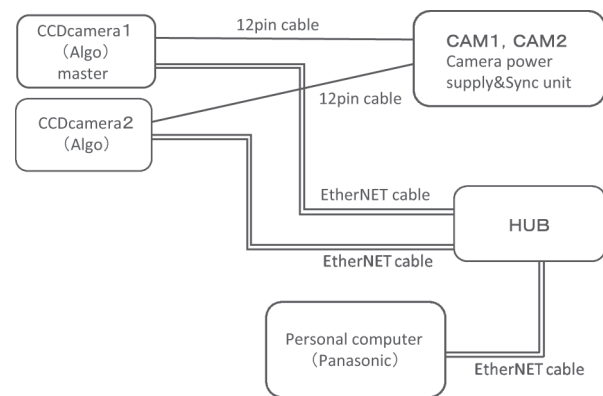 CCDcamera1
(Algo)
master
12pin cable
CAM1, CAM2
Camera power
supply&Sync unit
12pin cable
CCDcamera2
(Algo)
EtherNET cable
HUB
EtherNET cable
Personal computer
(Panasonic)
EtherNET cable